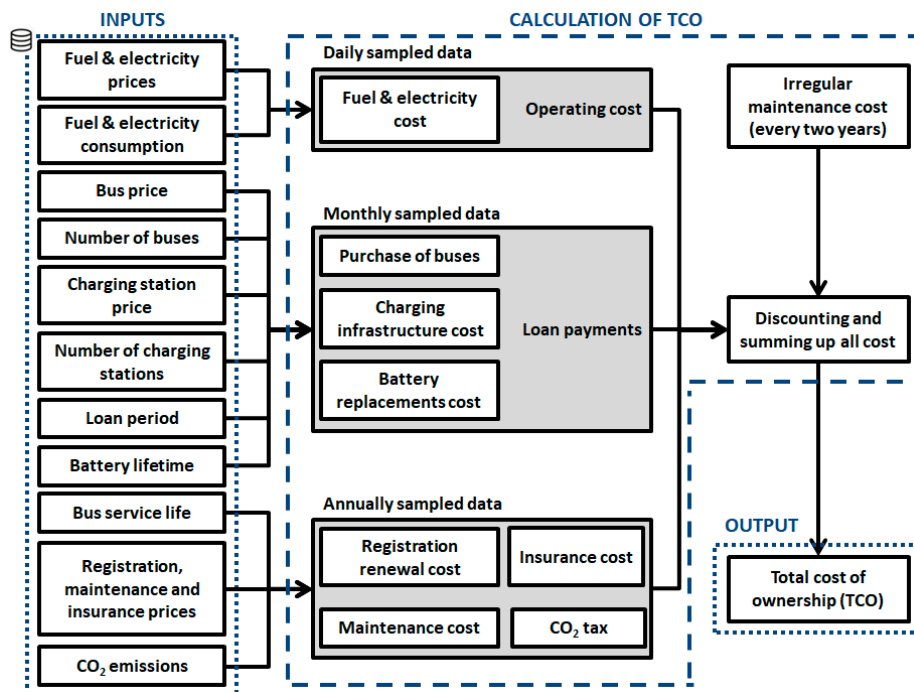 INPUTS
Fuel & electricity
prices
Fuel & electricity
consumption
Bus price
Number of buses
Charging station
price
Number of charging
stations
Loan period
Battery lifetime
Bus service life
Registration,
maintenance and
insurance prices
CO₂ emissions
CALCULATION OF TCO
Daily sampled data
Fuel & electricity
cost
Operating cost
Monthly sampled data
Purchase of buses
Charging
infrastructure cost
Battery
replacements cost
Loan payments
Annually sampled data
Registration
renewal cost
Insurance cost
Maintenance cost
CO₂ tax
Irregular
maintenance cost
(every two years)
Discounting and
summing up all cost
OUTPUT
Total cost of
ownership (TCO)